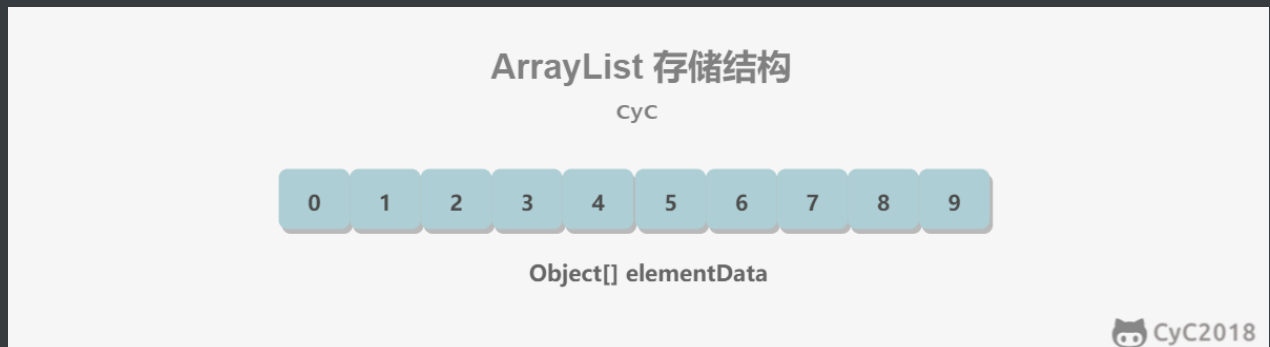 ArrayList 存储结构
CyC
0 1 2 3 4 5 6 7 8 9
Object[] elementData
CyC2018